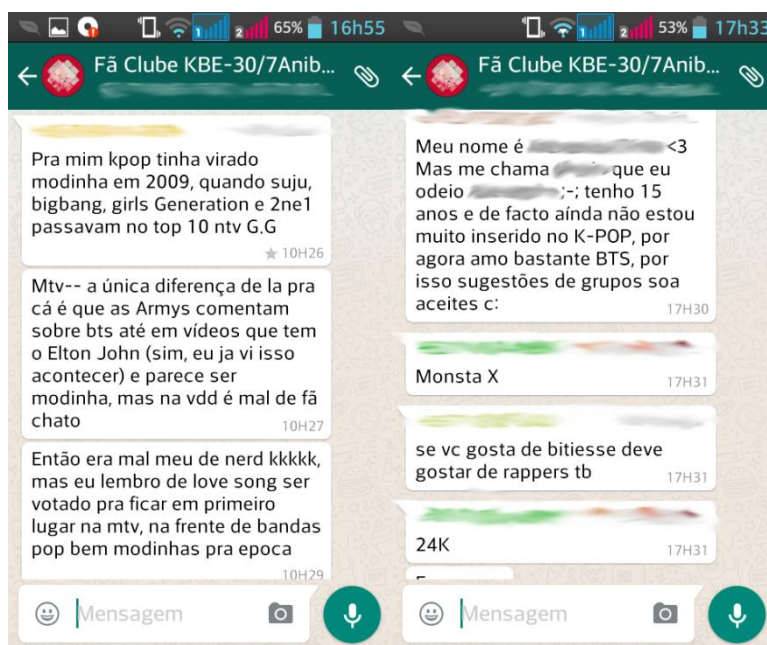 1 2 65% 16h55
Fã Clube KBE-30/7Anib...
Pra mim kpop tinha virado
modinha em 2009, quando suju,
bigbang, girls Generation e 2ne1
passavam no top 10 ntv G.G
10H26
Mtv-- a única diferença de la pra
cá é que as Armys comentam
sobre bts até em vídeos que tem
o Elton John (sim, eu ja vi isso
acontecer) e parece ser
modinha, mas na vdd é mal de fã
chato
10H27
Então era mal meu de nerd kkkkk,
mas eu lembro de love song ser
votado pra ficar em primeiro
lugar na mtv, na frente de bandas
pop bem modinhas pra epoca
10H29
Mensagem
1 2 53% 17h33
Fã Clube KBE-30/7Anib...
Meu nome é <3
Mas me chama que eu
odeio ;-; tenho 15
anos e de facto aínda não estou
muito inserido no K-POP, por
agora amo bastante BTS, por
isso sugestões de grupos soa
aceites c:
17H30
Monsta X
17H31
se vc gosta de bitiesse deve
gostar de rappers tb
17H31
24K
17H31
Mensagem